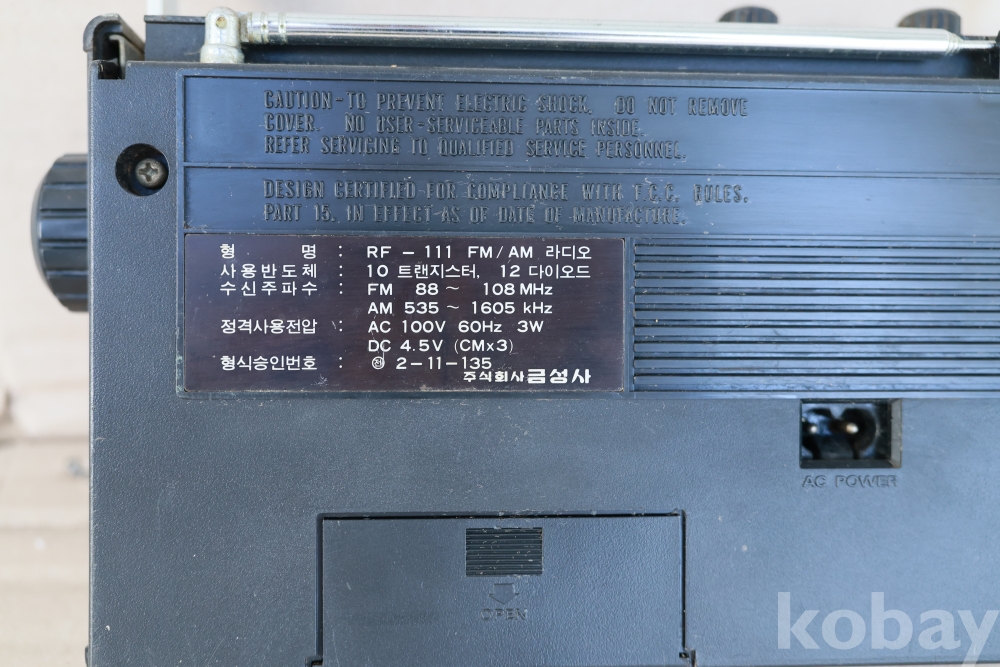 CAUTION-TO PREVENT ELECTRIC SHOCK, DO NOT REMOVE
COVER. NO USER-SERVICEABLE PARTS INSIDE.
REFER SERVICING TO QUALIFIED SERVICE PERSONNEL.
DESIGN CERTIFIED FOR COMPLIANCE WITH F.C.C. RULES.
PART 15, IN EFFECT AS OF DATE OF MANUFACTURE.
형 명 : RF - 111 FM/AM 라디오
사용반도체 : 10 트랜지스터, 12 다이오드
수신주파수 : FM 88 ~ 108 MHz
AM 535 ~ 1605 kHz
정격사용전압 : AC 100V 60Hz 3W
DC 4.5V (CMx3)
형식승인번호 : ㉠ 2-11-135
주식회사 금성사
AC POWER
OPEN
kobay